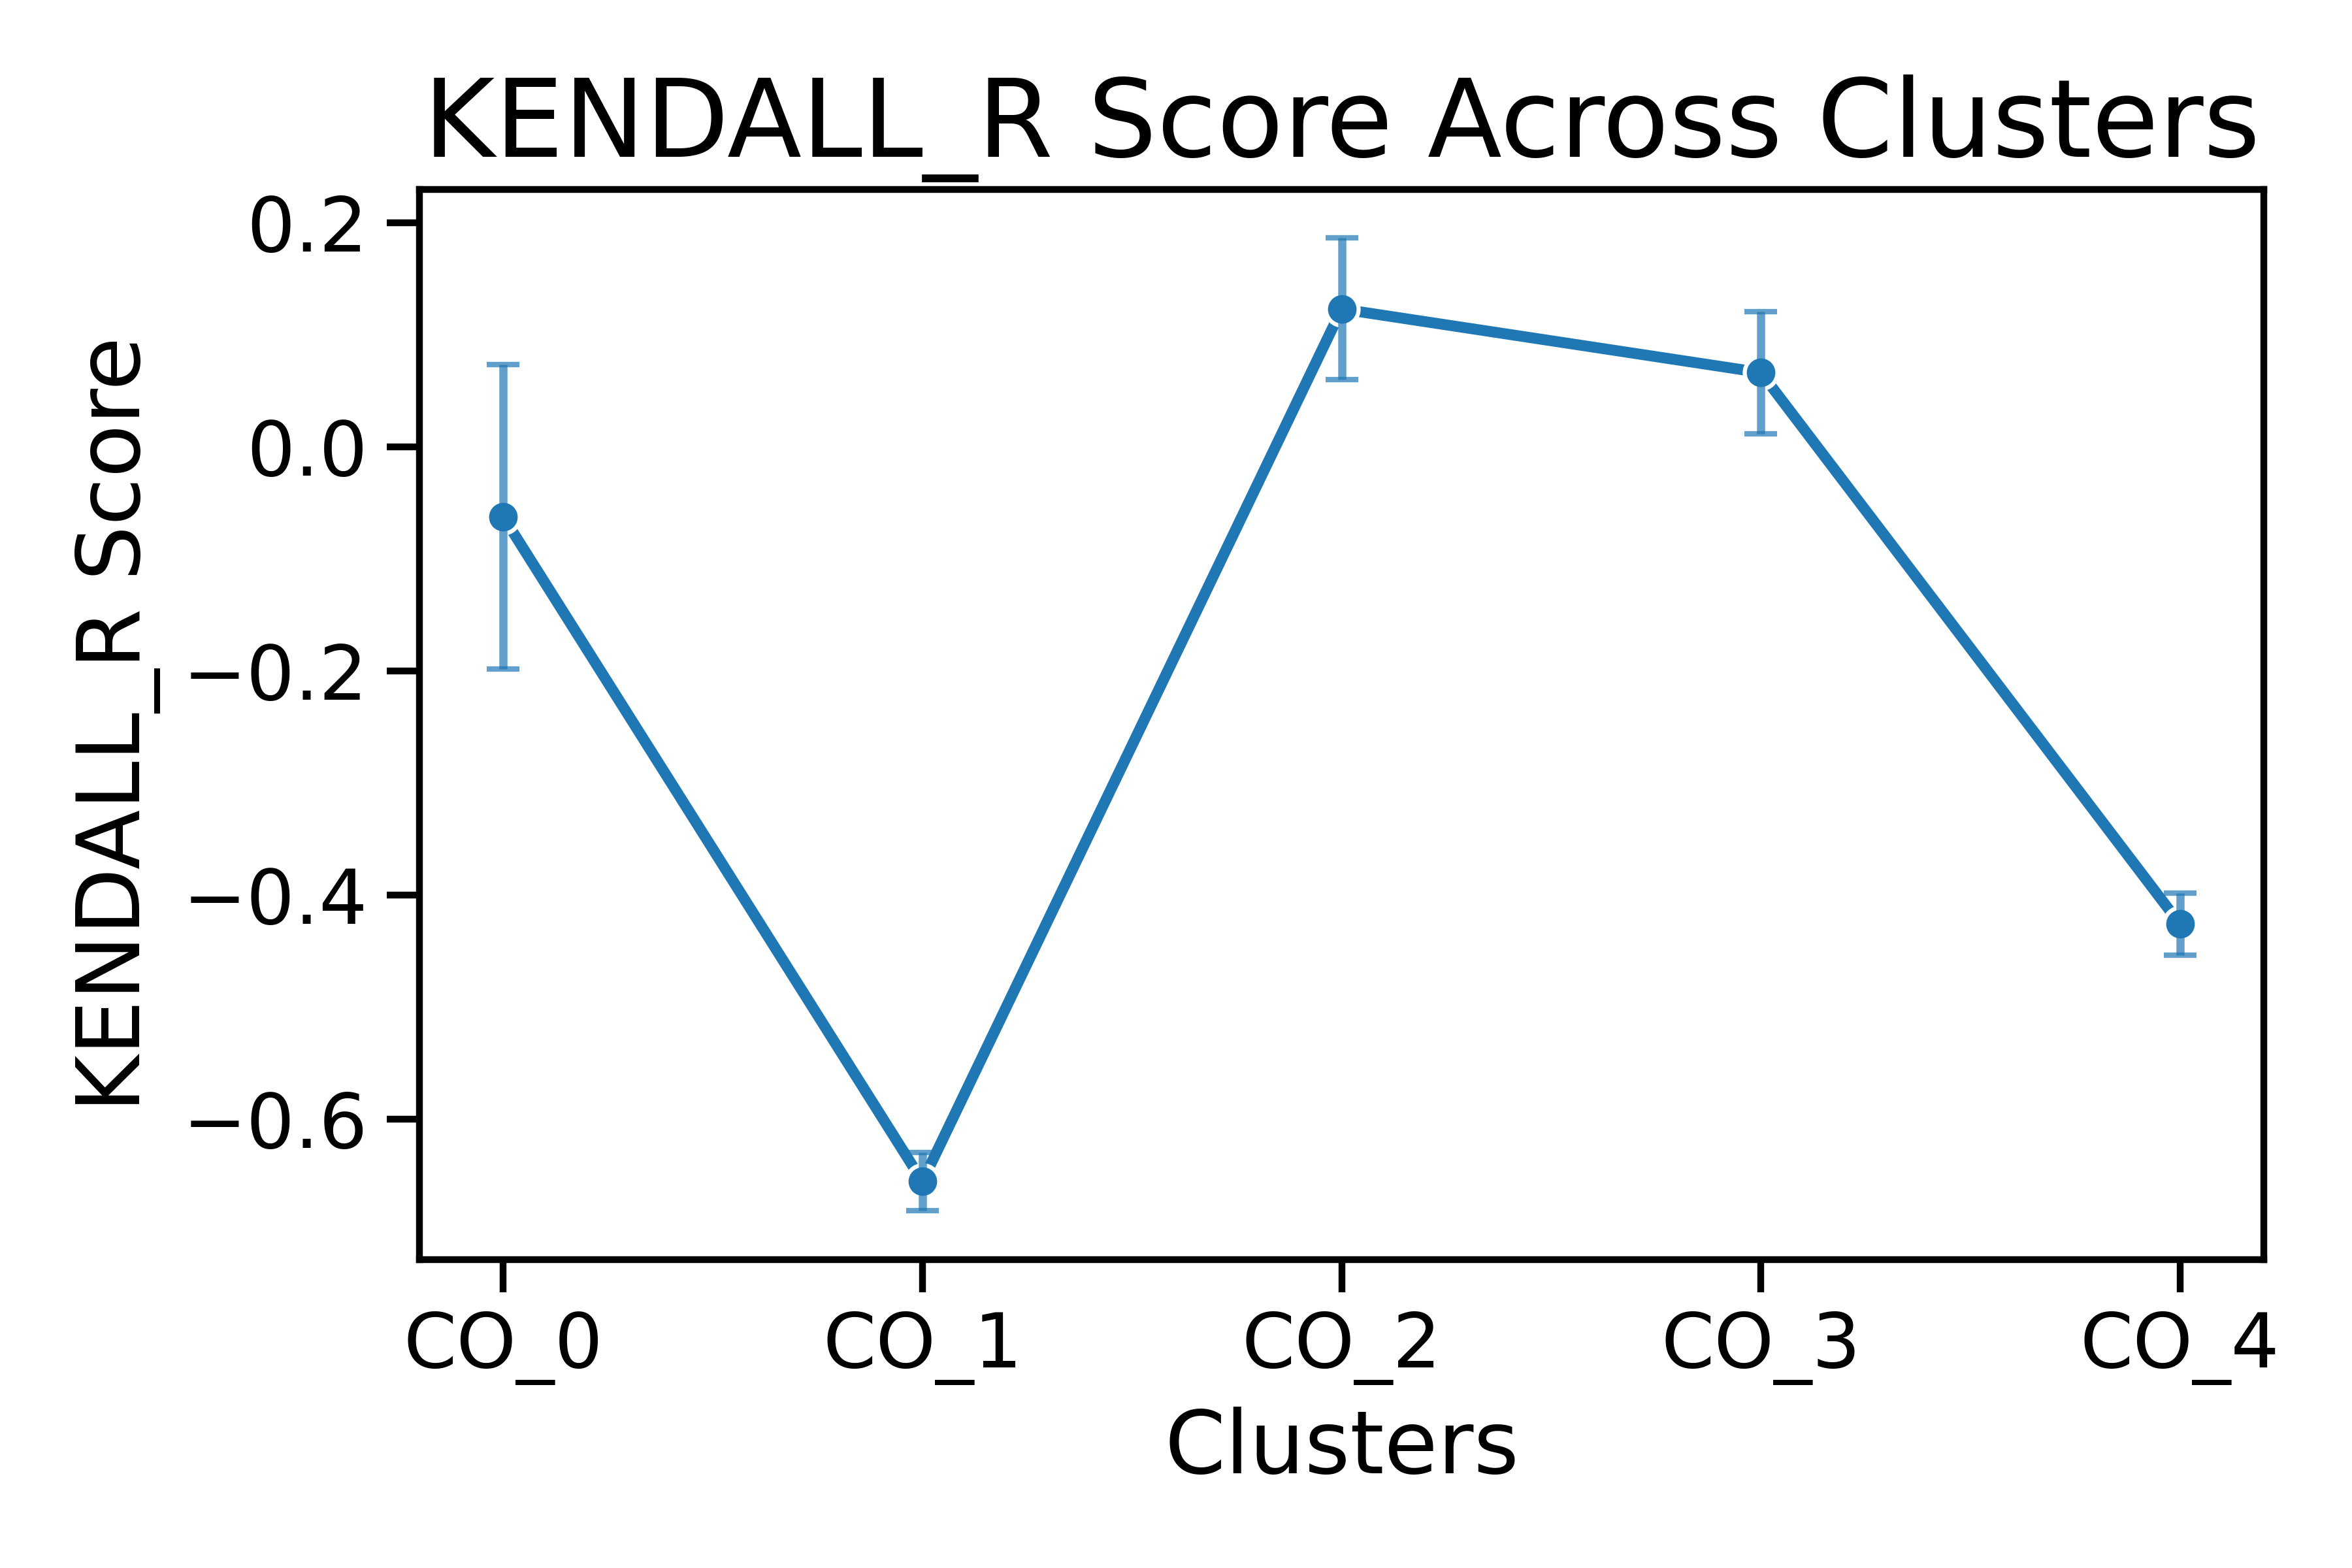 KENDALL_R Score Across Clusters
KENDALL_R Score
0.2
0.0
−0.2
−0.4
−0.6
CO_0
CO_1
CO_2
CO_3
CO_4
Clusters